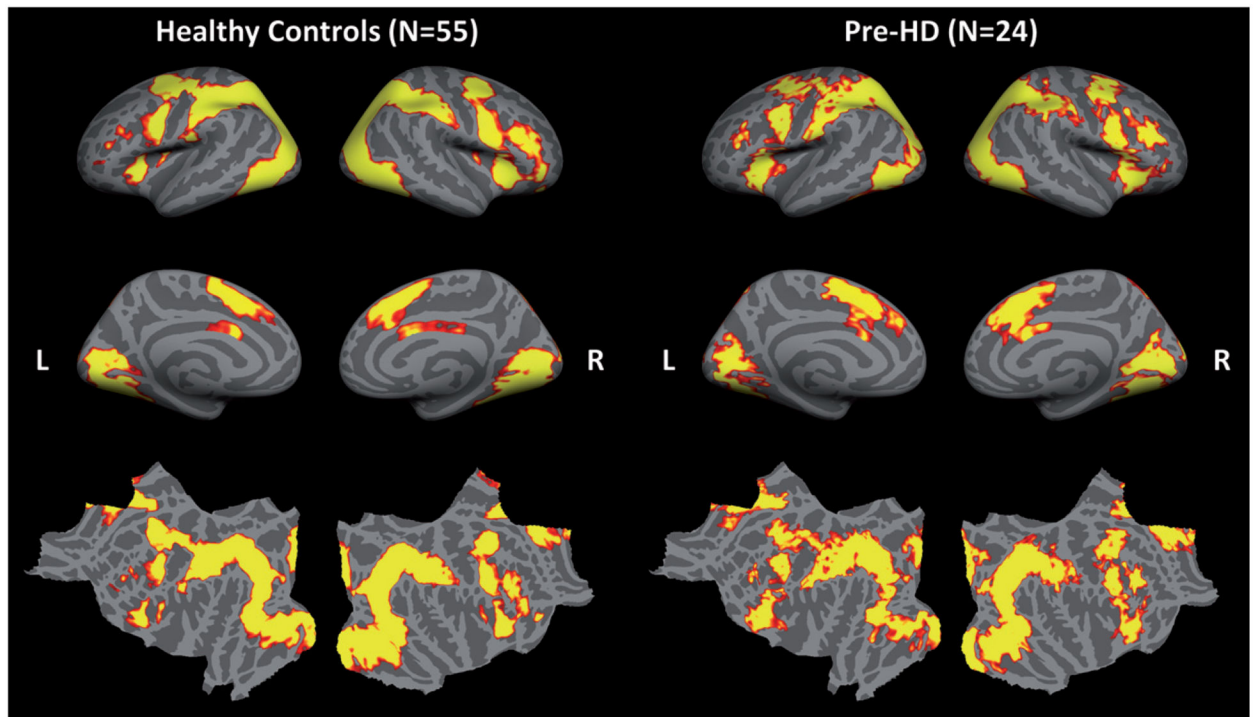 Healthy Controls (N=55)
Pre-HD (N=24)
L
R
L
R